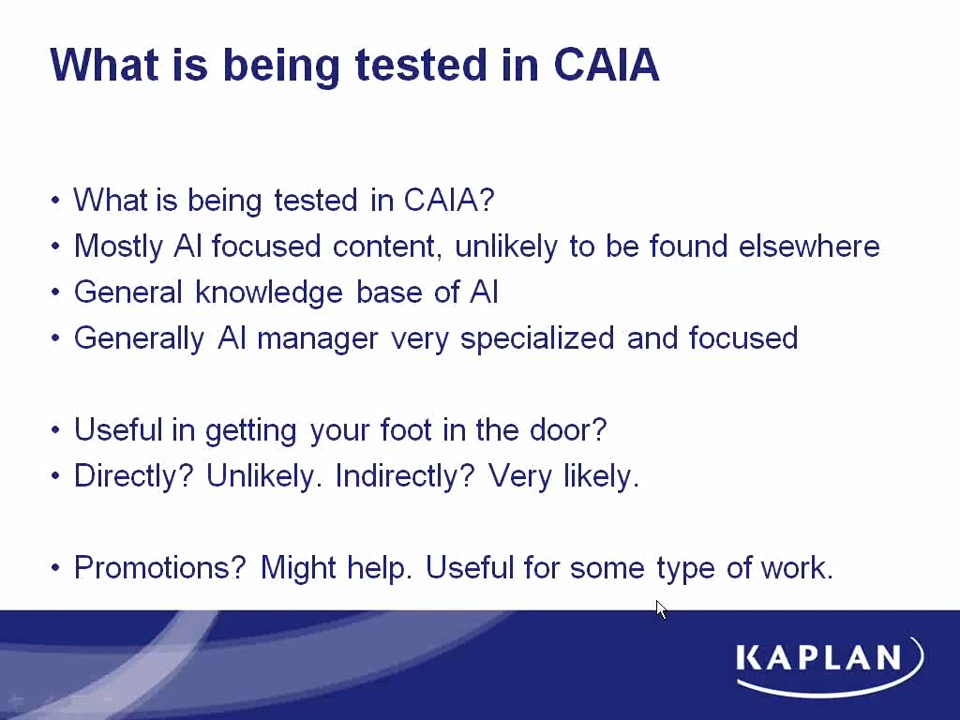 What is being tested in CAIA
• What is being tested in CAIA?
• Mostly AI focused content, unlikely to be found elsewhere
• General knowledge base of AI
• Generally AI manager very specialized and focused
• Useful in getting your foot in the door?
• Directly? Unlikely. Indirectly? Very likely.
• Promotions? Might help. Useful for some type of work.
KAPLAN